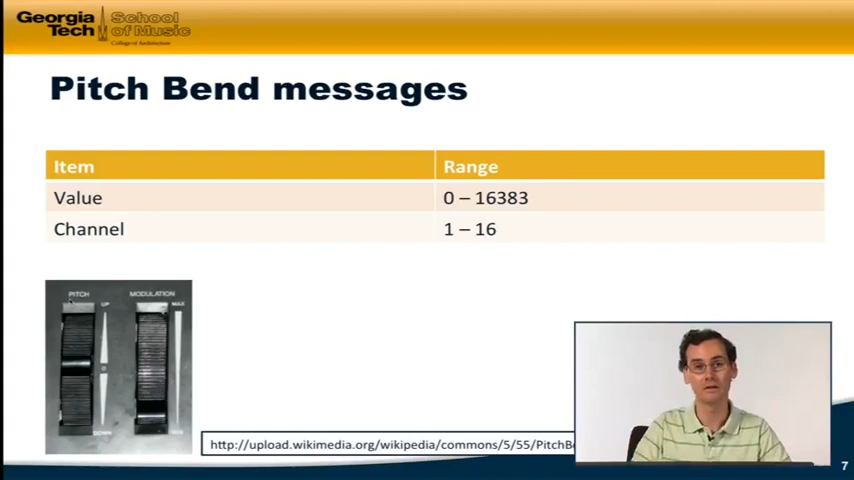 Georgia Tech
School of Music
College of Architecture
Pitch Bend messages
Item Range
Value 0 – 16383
Channel 1 – 16
PITCH MODULATION
UP MAX
DOWN
http://upload.wikimedia.org/wikipedia/commons/5/55/PitchBe
7